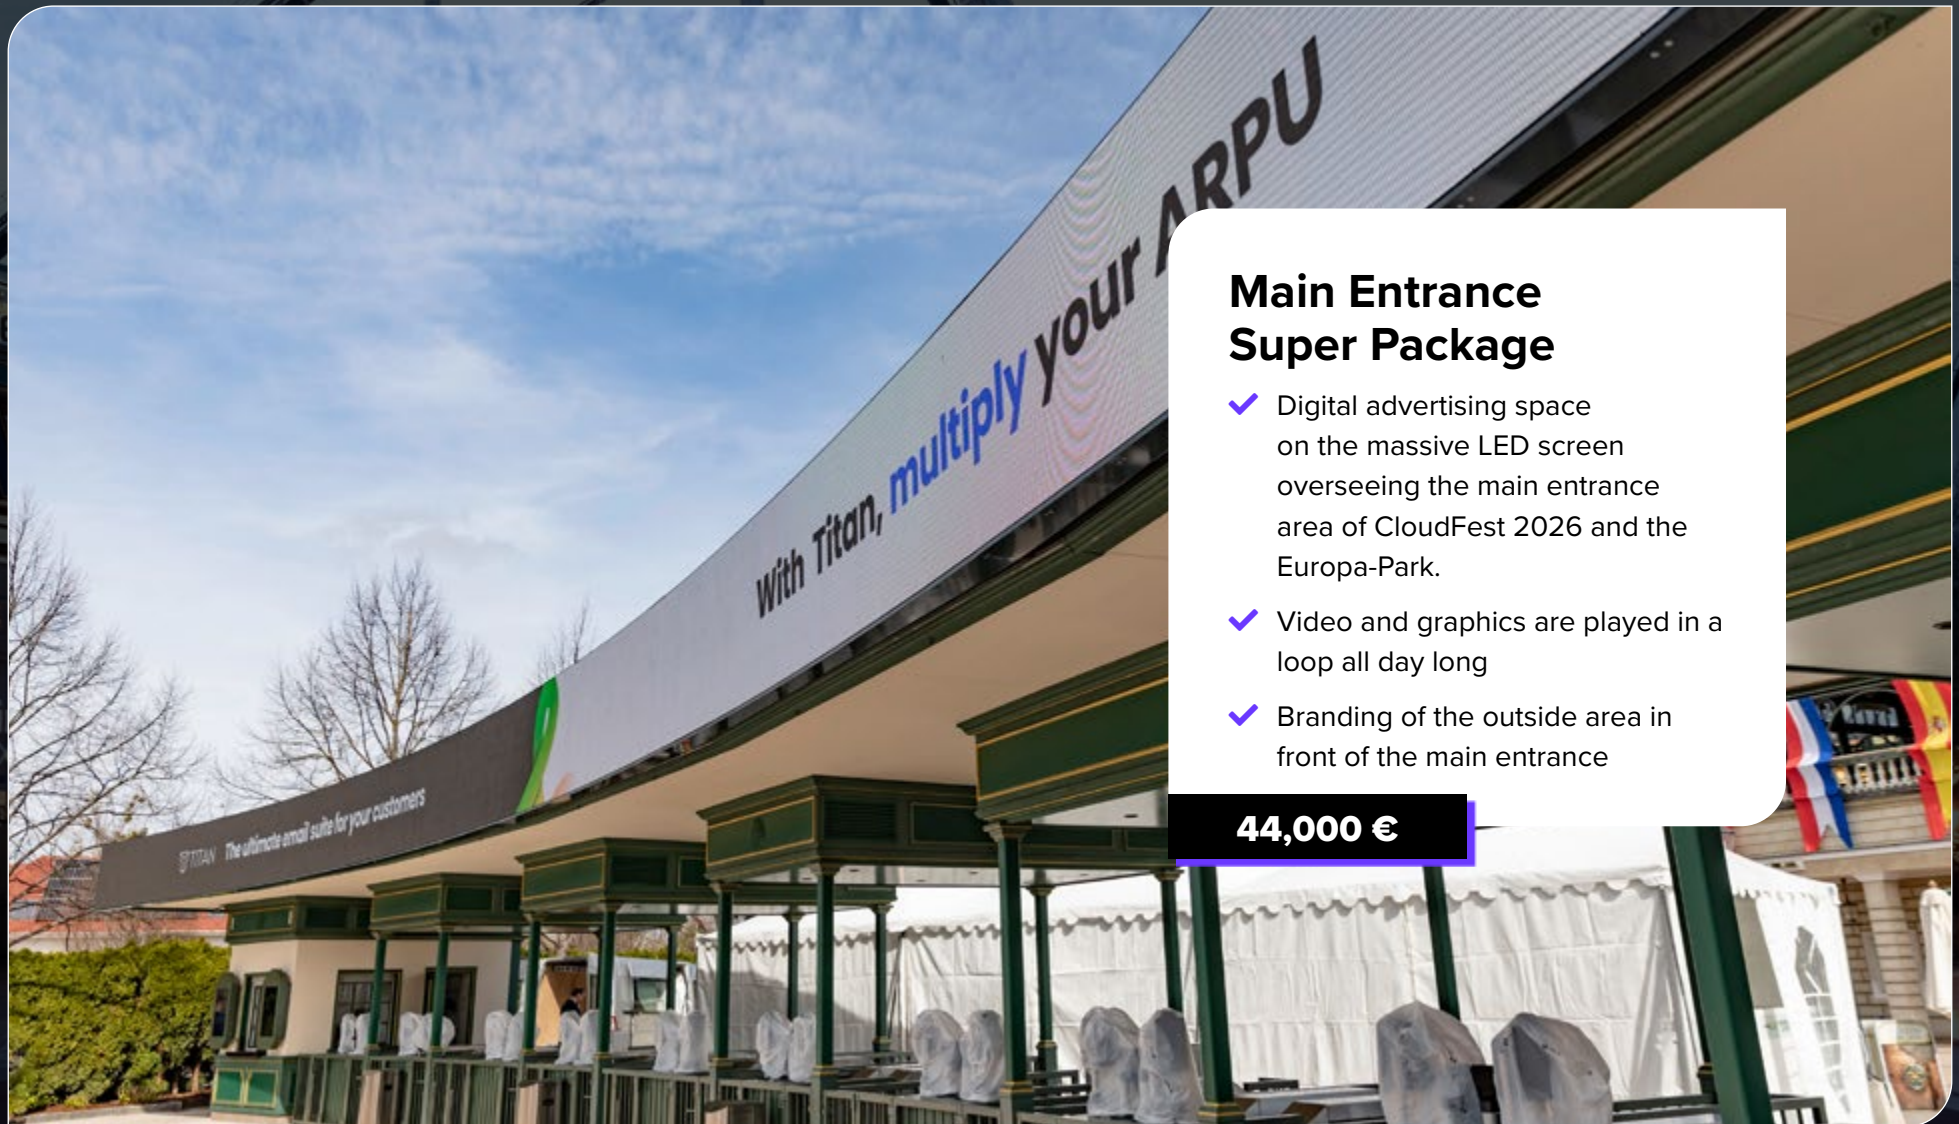 With Titan, multiply your ARPU
TITAN The ultimate email suite for your customers
Main Entrance
Super Package
Digital advertising space
on the massive LED screen
overseeing the main entrance
area of CloudFest 2026 and the
Europa-Park.
Video and graphics are played in a
loop all day long
Branding of the outside area in
front of the main entrance
44,000 €